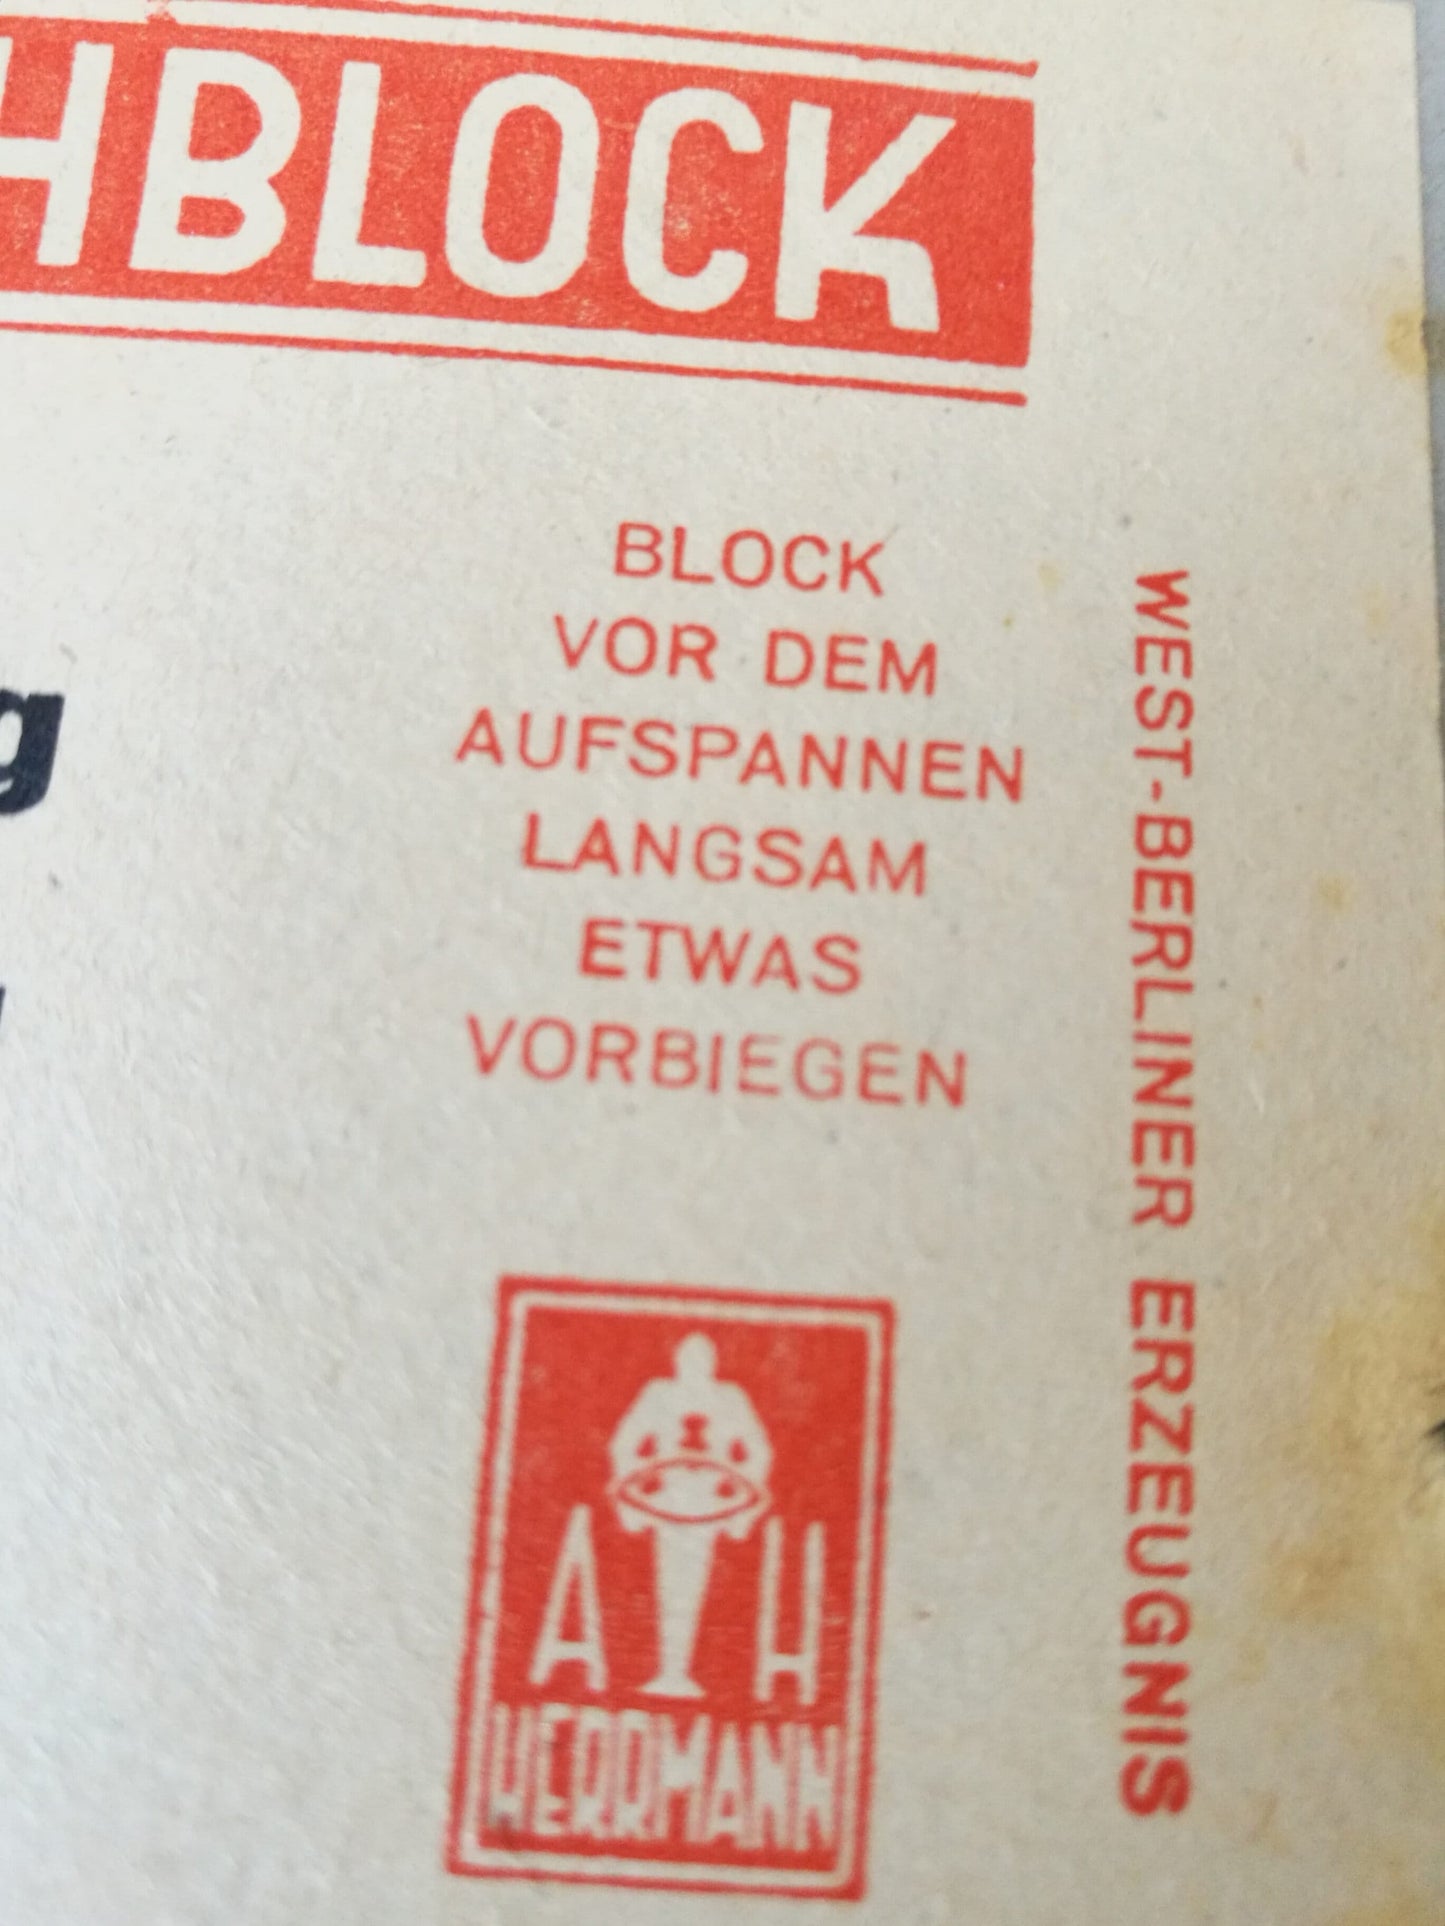 HBLOCK
g
BLOCK
VOR DEM
AUFSPANNEN
LANGSAM
ETWAS
VORBIEGEN
WEST-BERLINER ERZEUGNIS
A H
HERRMANN